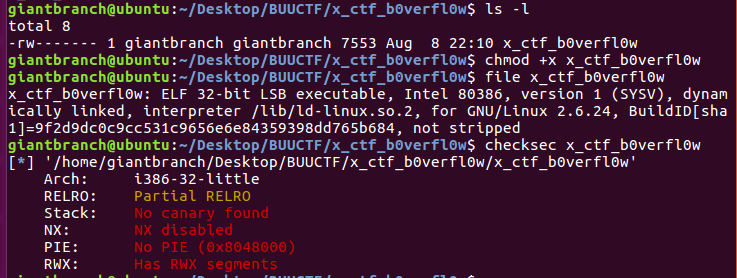 giantbranch@ubuntu:~/Desktop/BUUCTF/x_ctf_b0verfl0w$ ls -l
total 8
-rw------- 1 giantbranch giantbranch 7553 Aug  8 22:10 x_ctf_b0verfl0w
giantbranch@ubuntu:~/Desktop/BUUCTF/x_ctf_b0verfl0w$ chmod +x x_ctf_b0verfl0w
giantbranch@ubuntu:~/Desktop/BUUCTF/x_ctf_b0verfl0w$ file x_ctf_b0verfl0w
x_ctf_b0verfl0w: ELF 32-bit LSB executable, Intel 80386, version 1 (SYSV), dynam
ically linked, interpreter /lib/ld-linux.so.2, for GNU/Linux 2.6.24, BuildID[sha
1]=9f2d9dc0c9cc531c9656e6e84359398dd765b684, not stripped
giantbranch@ubuntu:~/Desktop/BUUCTF/x_ctf_b0verfl0w$ checksec x_ctf_b0verfl0w
[*] '/home/giantbranch/Desktop/BUUCTF/x_ctf_b0verfl0w/x_ctf_b0verfl0w'
    Arch:     i386-32-little
    RELRO:    Partial RELRO
    Stack:    No canary found
    NX:       NX disabled
    PIE:      No PIE (0x8048000)
    RWX:      Has RWX segments